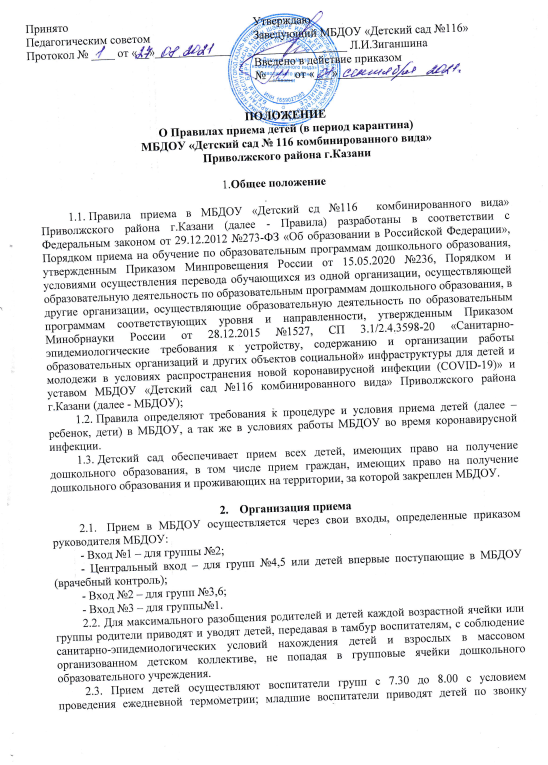 Принято
Педагогическим советом
Протокол № 1 от «27» 08 2021
Утверждаю
Заведующий МБДОУ «Детский сад №116»
Л.И.Зиганшина
Введено в действие приказом
№ от « » сентября 2021.
ПОЛОЖЕНИЕ
О Правилах приема детей (в период карантина)
МБДОУ «Детский сад № 116 комбинированного вида»
Приволжского района г.Казани
1.Общее положение
1.1. Правила приема в МБДОУ «Детский сд №116 комбинированного вида»
Приволжского района г.Казани (далее - Правила) разработаны в соответствии с
Федеральным законом от 29.12.2012 №273-ФЗ «Об образовании в Российской Федерации»,
Порядком приема на обучение по образовательным программам дошкольного образования,
утвержденным Приказом Минпросвещения России от 15.05.2020 №236, Порядком и
условиями осуществления перевода обучающихся из одной организации, осуществляющей
образовательную деятельность по образовательным программам дошкольного образования, в
другие организации, осуществляющие образовательную деятельность по образовательным
программам соответствующих уровня и направленности, утвержденным Приказом
Минобрнауки России от 28.12.2015 №1527, СП 3.1/2.4.3598-20 «Санитарно-
эпидемиологические требования к устройству, содержанию и организации работы
образовательных организаций и других объектов социальной» инфраструктуры для детей и
молодежи в условиях распространения новой коронавирусной инфекции (COVID-19)» и
уставом МБДОУ «Детский сад №116 комбинированного вида» Приволжского района
г.Казани (далее - МБДОУ);
1.2. Правила определяют требования к процедуре и условия приема детей (далее –
ребенок, дети) в МБДОУ, а так же в условиях работы МБДОУ во время коронавирусной
инфекции.
1.3. Детский сад обеспечивает прием всех детей, имеющих право на получение
дошкольного образования, в том числе прием граждан, имеющих право на получение
дошкольного образования и проживающих на территории, за которой закреплен МБДОУ.
2. Организация приема
2.1. Прием в МБДОУ осуществляется через свои входы, определенные приказом
руководителя МБДОУ:
- Вход №1 – для группы №2;
- Центральный вход – для групп №4,5 или детей впервые поступающие в МБДОУ
(врачебный контроль);
- Вход №2 – для групп №3,6;
- Вход №3 – для группы№1.
2.2. Для максимального разобщения родителей и детей каждой возрастной ячейки или
группы родители приводят и уводят детей, передавая в тамбур воспитателям, с соблюдение
санитарно-эпидемиологических условий нахождения детей и взрослых в массовом
организованном детском коллективе, не попадая в групповые ячейки дошкольного
образовательного учреждения.
2.3. Прием детей осуществляют воспитатели групп с 7.30 до 8.00 с условием
проведения ежедневной термометрии; младшие воспитатели приводят детей по звонку